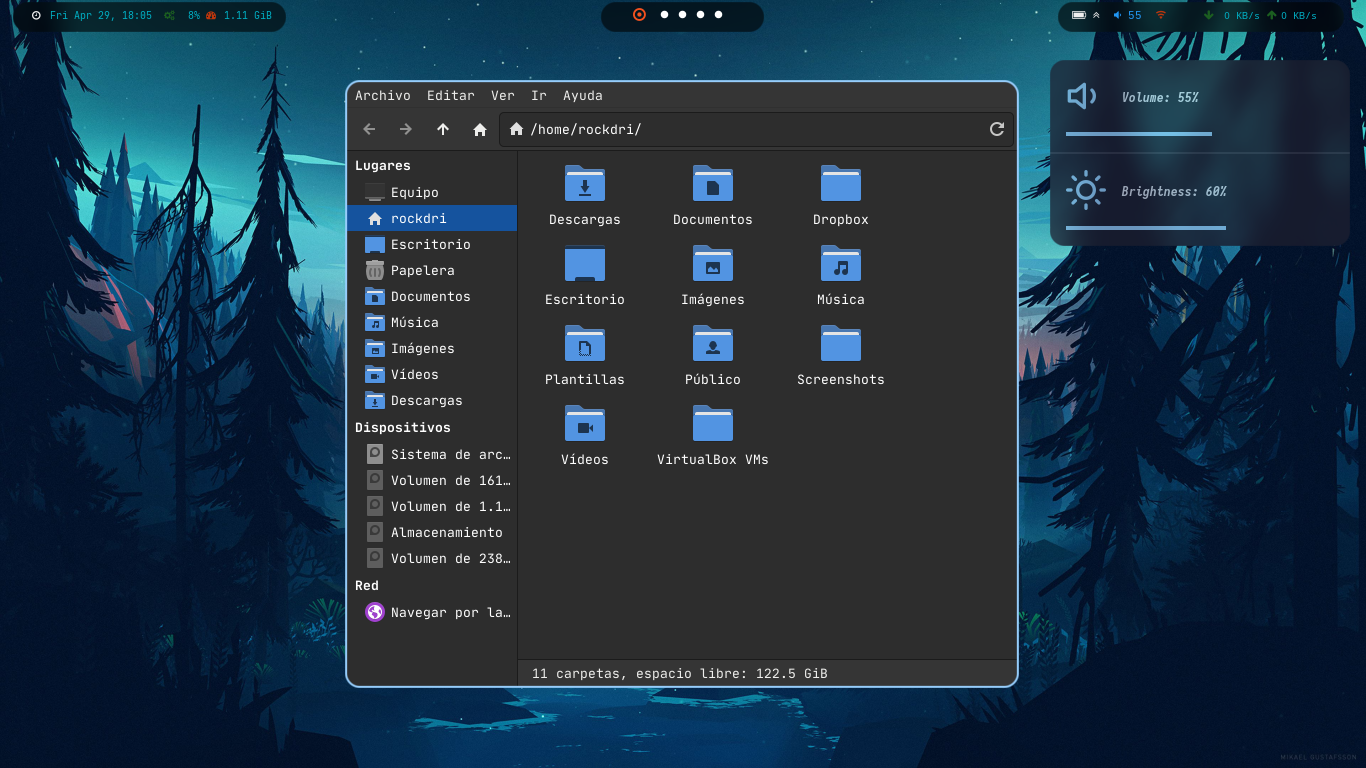 Fri Apr 29, 18:05 8% 1.11 GiB
55 0 KB/s 0 KB/s
Volume: 55%
Brightness: 60%
Archivo Editar Ver Ir Ayuda
/home/rockdri/
Lugares
Equipo
rockdri
Escritorio
Papelera
Documentos
Música
Imágenes
Vídeos
Descargas
Dispositivos
Sistema de arc…
Volumen de 161…
Volumen de 1.1…
Almacenamiento
Volumen de 238…
Red
Navegar por la…
Descargas Documentos Dropbox
Escritorio Imágenes Música
Plantillas Público Screenshots
Vídeos VirtualBox VMs
11 carpetas, espacio libre: 122.5 GiB
MIKAEL GUSTAFSSON